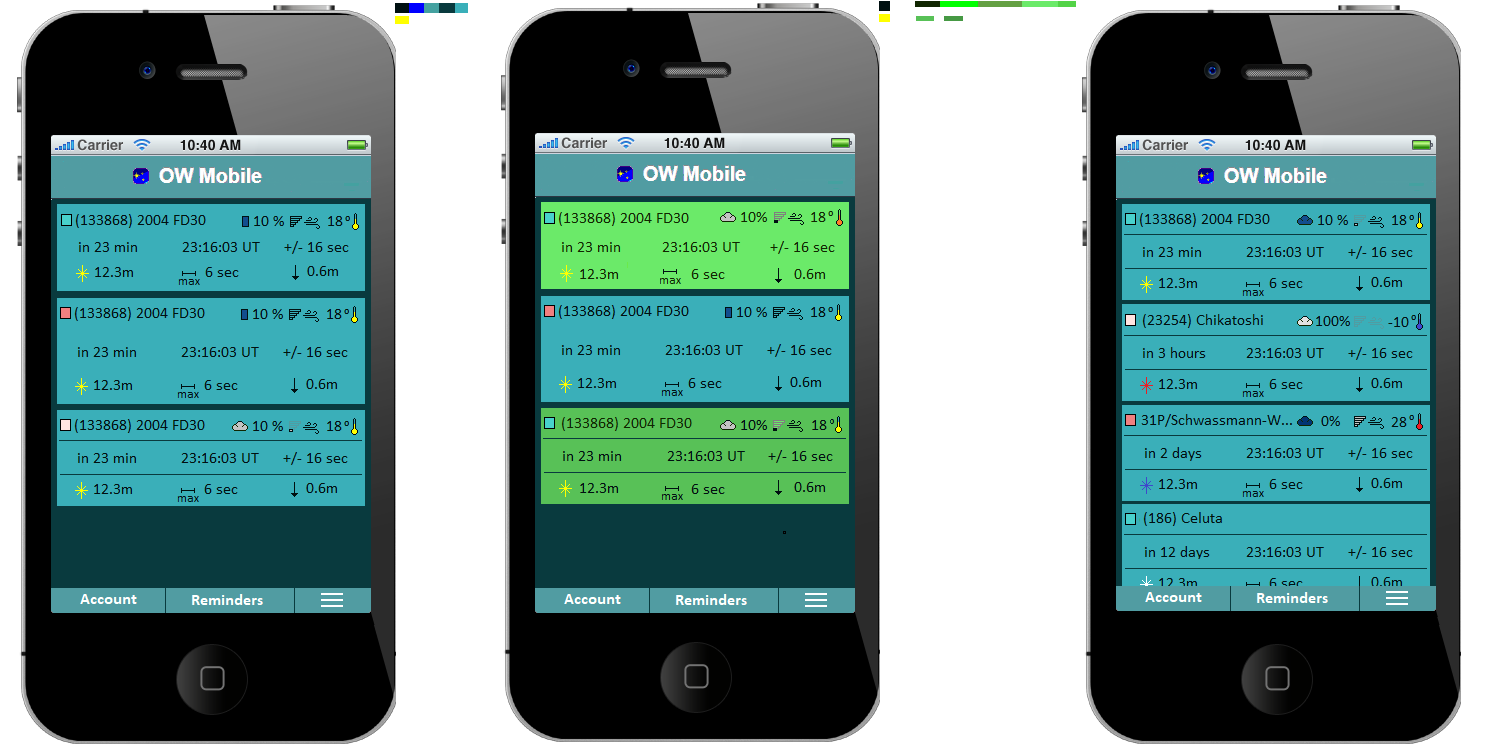 Carrier 10:40 AM
OW Mobile
(133868) 2004 FD30 10 % 18°
in 23 min 23:16:03 UT +/- 16 sec
12.3m max 6 sec 0.6m
(133868) 2004 FD30 10 % 18°
in 23 min 23:16:03 UT +/- 16 sec
12.3m max 6 sec 0.6m
(133868) 2004 FD30 10 % 18°
in 23 min 23:16:03 UT +/- 16 sec
12.3m max 6 sec 0.6m
Account Reminders
Carrier 10:40 AM
OW Mobile
(133868) 2004 FD30 10% 18°
in 23 min 23:16:03 UT +/- 16 sec
12.3m max 6 sec 0.6m
(133868) 2004 FD30 10 % 18°
in 23 min 23:16:03 UT +/- 16 sec
12.3m max 6 sec 0.6m
(133868) 2004 FD30 10% 18°
in 23 min 23:16:03 UT +/- 16 sec
12.3m max 6 sec 0.6m
Account Reminders
Carrier 10:40 AM
OW Mobile
(133868) 2004 FD30 10 % 18°
in 23 min 23:16:03 UT +/- 16 sec
12.3m max 6 sec 0.6m
(23254) Chikatoshi 100% -10°
in 3 hours 23:16:03 UT +/- 16 sec
12.3m max 6 sec 0.6m
31P/Schwassmann-W... 0% 28°
in 2 days 23:16:03 UT +/- 16 sec
12.3m max 6 sec 0.6m
(186) Celuta
in 12 days 23:16:03 UT +/- 16 sec
12.3m 6 sec 0.6m
Account Reminders